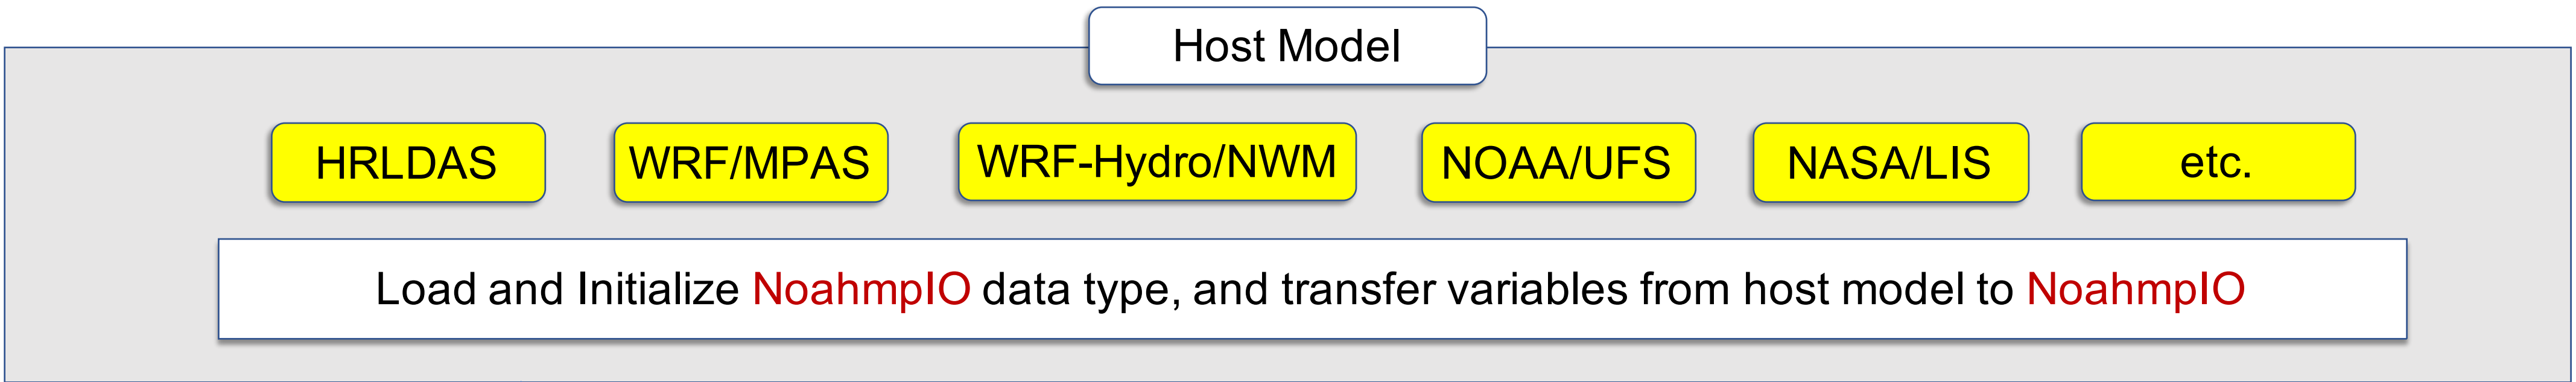 Host Model
HRLDAS
WRF/MPAS
WRF-Hydro/NWM
NOAA/UFS
NASA/LIS
etc.
Load and Initialize NoahmpIO data type, and transfer variables from host model to NoahmpIO